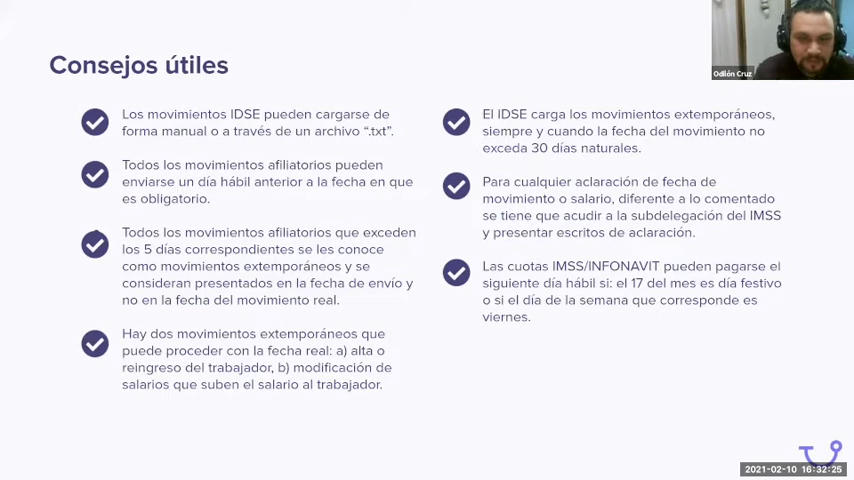 Consejos útiles
Los movimientos IDSE pueden cargarse de
forma manual o a través de un archivo “.txt”.
Todos los movimientos afiliatorios pueden
enviarse un día hábil anterior a la fecha en que
es obligatorio.
Todos los movimientos afiliatorios que exceden
los 5 días correspondientes se les conoce
como movimientos extemporáneos y se
consideran presentados en la fecha de envío y
no en la fecha del movimiento real.
Hay dos movimientos extemporáneos que
puede proceder con la fecha real: a) alta o
reingreso del trabajador, b) modificación de
salarios que suben el salario al trabajador.
El IDSE carga los movimientos extemporáneos,
siempre y cuando la fecha del movimiento no
exceda 30 días naturales.
Para cualquier aclaración de fecha de
movimiento o salario, diferente a lo comentado
se tiene que acudir a la subdelegación del IMSS
y presentar escritos de aclaración.
Las cuotas IMSS/INFONAVIT pueden pagarse el
siguiente día hábil si: el 17 del mes es día festivo
o si el día de la semana que corresponde es
viernes.
Odilón Cruz
2021-02-10 16:32:25